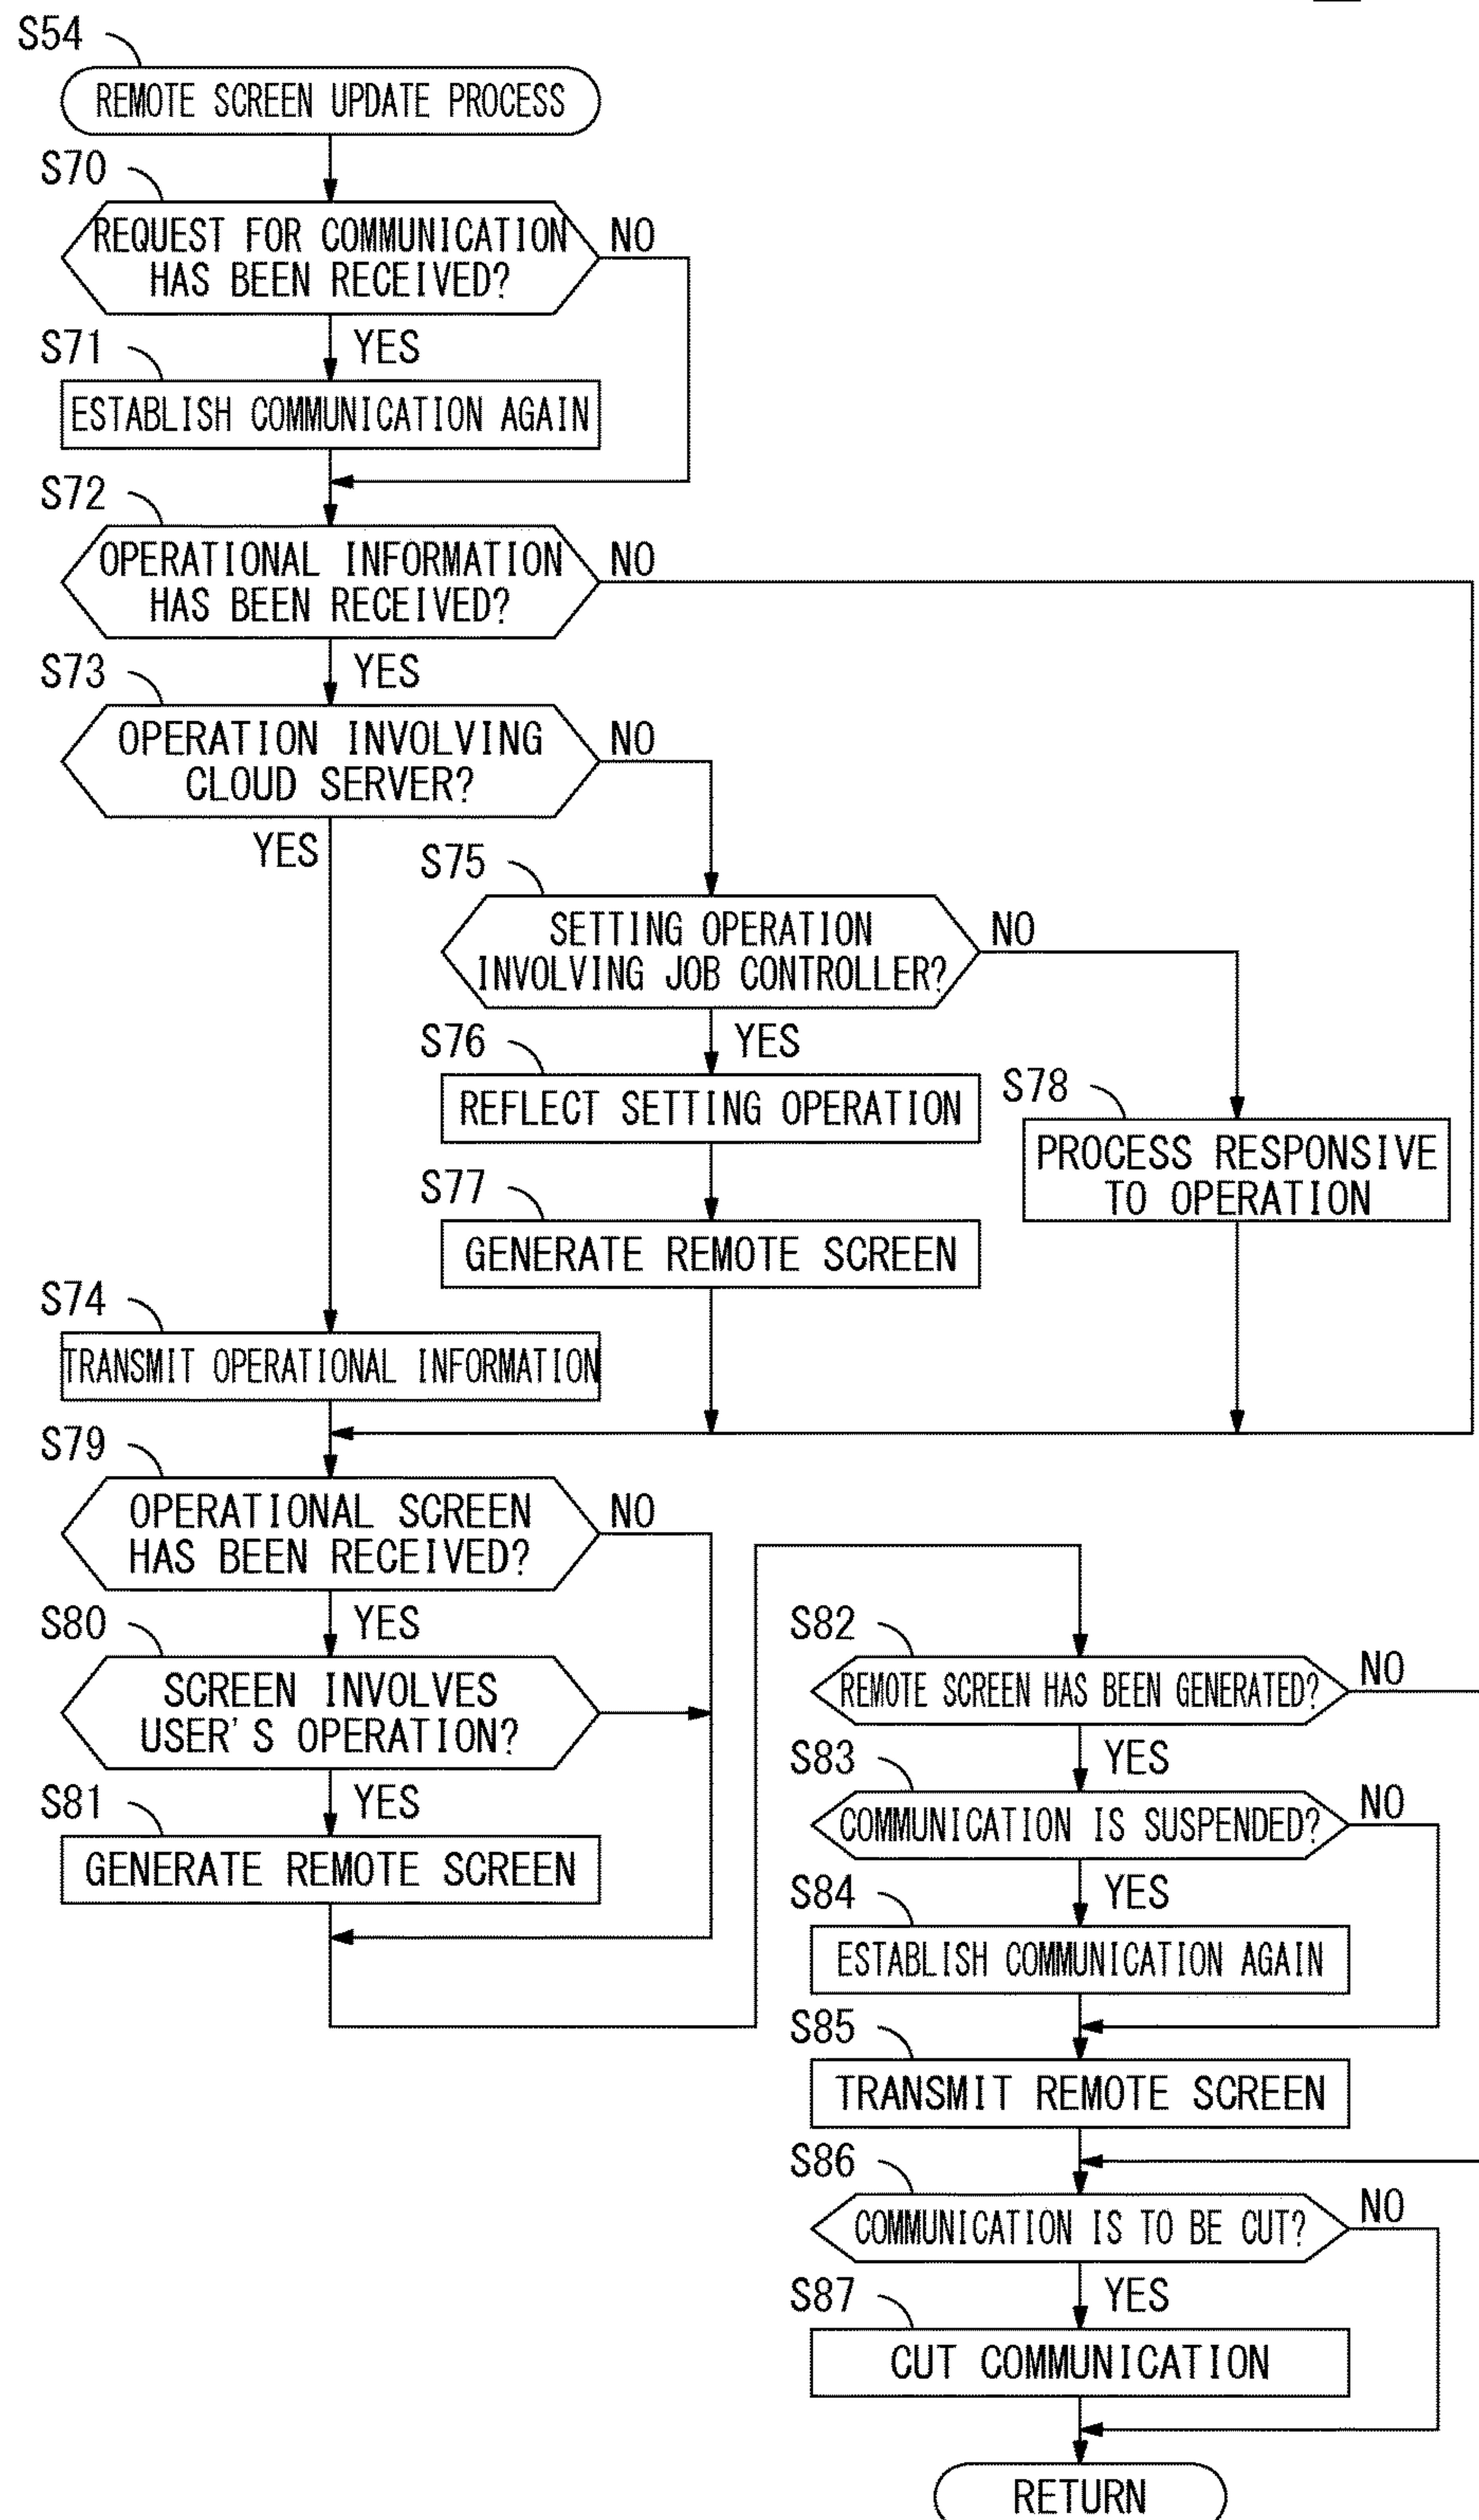 S54
REMOTE SCREEN UPDATE PROCESS
S70
REQUEST FOR COMMUNICATION
HAS BEEN RECEIVED?
NO
YES
S71
ESTABLISH COMMUNICATION AGAIN
S72
OPERATIONAL INFORMATION
HAS BEEN RECEIVED?
NO
YES
S73
OPERATION INVOLVING
CLOUD SERVER?
NO
YES
S75
SETTING OPERATION
INVOLVING JOB CONTROLLER?
NO
YES
S76
REFLECT SETTING OPERATION
S78
PROCESS RESPONSIVE
TO OPERATION
S77
GENERATE REMOTE SCREEN
S74
TRANSMIT OPERATIONAL INFORMATION
S79
OPERATIONAL SCREEN
HAS BEEN RECEIVED?
NO
YES
S80
SCREEN INVOLVES
USER'S OPERATION?
YES
S81
GENERATE REMOTE SCREEN
S82
REMOTE SCREEN HAS BEEN GENERATED?
NO
YES
S83
COMMUNICATION IS SUSPENDED?
NO
YES
S84
ESTABLISH COMMUNICATION AGAIN
S85
TRANSMIT REMOTE SCREEN
S86
COMMUNICATION IS TO BE CUT?
NO
YES
S87
CUT COMMUNICATION
RETURN